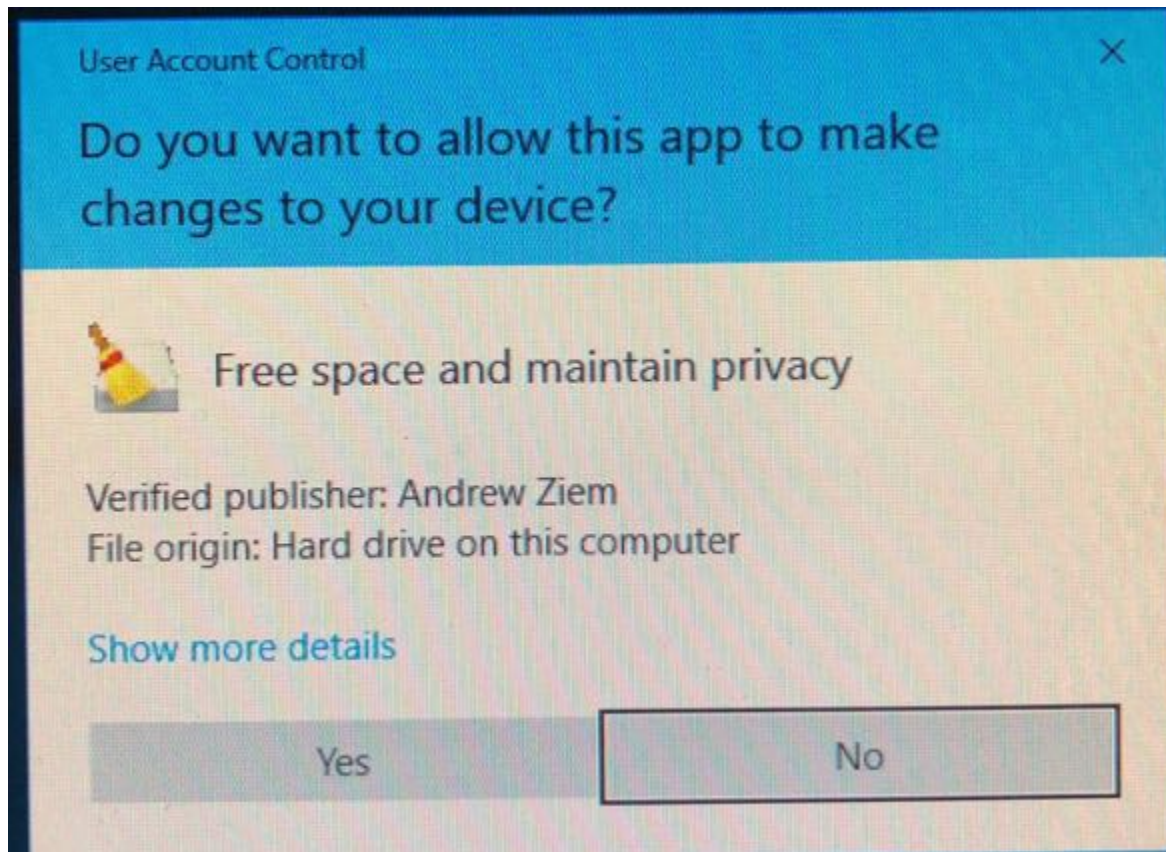 User Account Control
Do you want to allow this app to make
changes to your device?
Free space and maintain privacy
Verified publisher: Andrew Ziem
File origin: Hard drive on this computer
Show more details
Yes No